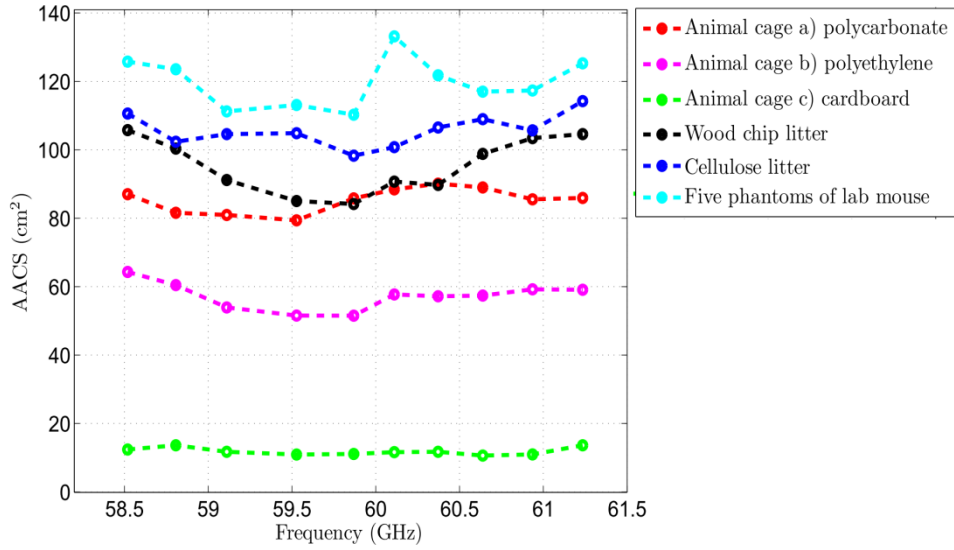 140
120
100
80
60
40
20
0
AACS (cm²)
58.5 59 59.5 60 60.5 61 61.5
Frequency (GHz)
Animal cage a) polycarbonate
Animal cage b) polyethylene
Animal cage c) cardboard
Wood chip litter
Cellulose litter
Five phantoms of lab mouse